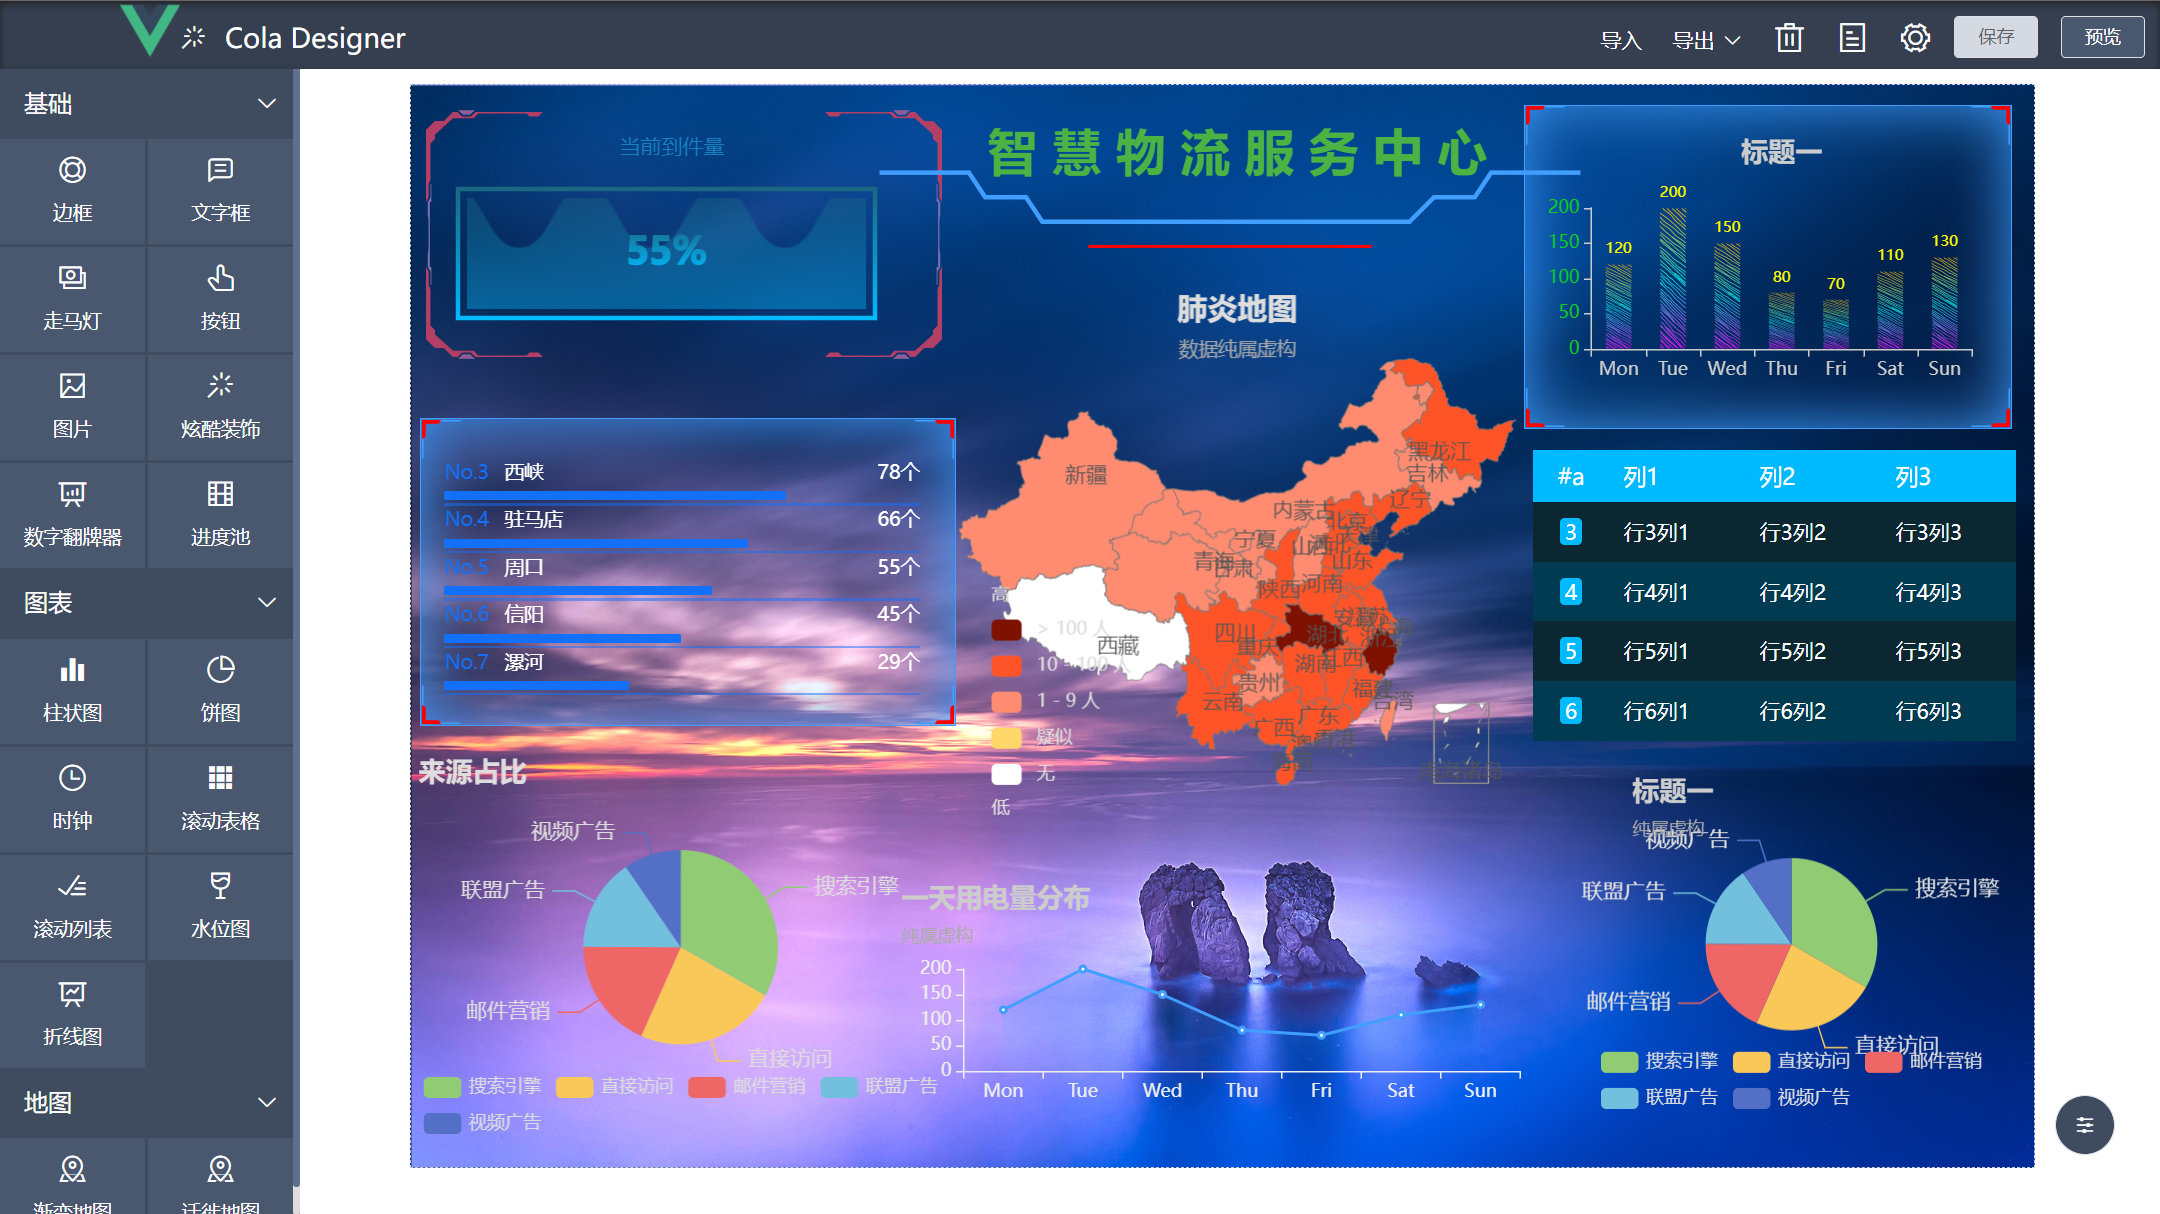 Cola Designer
导入
导出
保存
预览
基础
边框
文字框
走马灯
按钮
图片
炫酷装饰
数字翻牌器
进度池
图表
柱状图
饼图
时钟
滚动表格
滚动列表
水位图
折线图
地图
渐变地图
迁徙地图
当前到件量
55%
智慧物流服务中心
标题一
200
150
100
50
0
120
200
150
80
70
110
130
Mon Tue Wed Thu Fri Sat Sun
肺炎地图
数据纯属虚构
No.3 西峡 78个
No.4 驻马店 66个
No.5 周口 55个
No.6 信阳 45个
No.7 漯河 29个
新疆
黑龙江
吉林
辽宁
内蒙古
北京
天津
宁夏
山西
河北
山东
青海
甘肃
陕西
河南
四川
重庆
湖北
安徽
江苏
浙江
西藏
湖南
江西
贵州
云南
福建
台湾
广东
广西
澳门
香港
海南
南海诸岛
高
> 100 人
10 - 100 人
1 - 9 人
疑似
无
低
#a 列1 列2 列3
3 行3列1 行3列2 行3列3
4 行4列1 行4列2 行4列3
5 行5列1 行5列2 行5列3
6 行6列1 行6列2 行6列3
来源占比
视频广告
联盟广告
搜索引擎
邮件营销
直接访问
搜索引擎 直接访问 邮件营销 联盟广告
视频广告
一天用电量分布
纯属虚构
200
150
100
50
0
Mon Tue Wed Thu Fri Sat Sun
标题一
纯属虚构
视频广告
联盟广告
搜索引擎
邮件营销
直接访问
搜索引擎 直接访问 邮件营销
联盟广告 视频广告